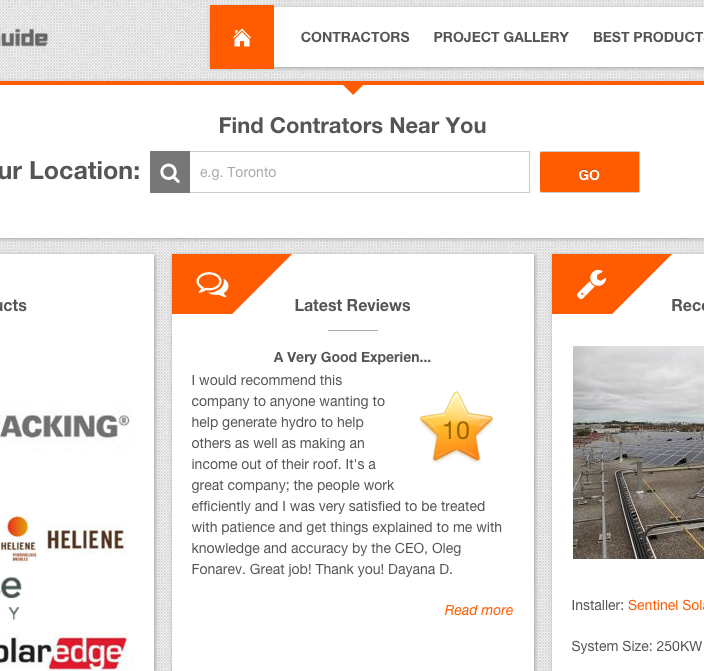 uide
CONTRACTORS PROJECT GALLERY BEST PRODUCT
Find Contrators Near You
ur Location:
e.g. Toronto
GO
ucts
ACKING®
HELIENE
HELIENE
e
Y
olaredge
Latest Reviews
A Very Good Experien...
I would recommend this
company to anyone wanting to
help generate hydro to help
others as well as making an
income out of their roof. It's a
great company; the people work
efficiently and I was very satisfied to be treated
with patience and get things explained to me with
knowledge and accuracy by the CEO, Oleg
Fonarev. Great job! Thank you! Dayana D.
10
Read more
Rece
Installer: Sentinel Sol
System Size: 250KW